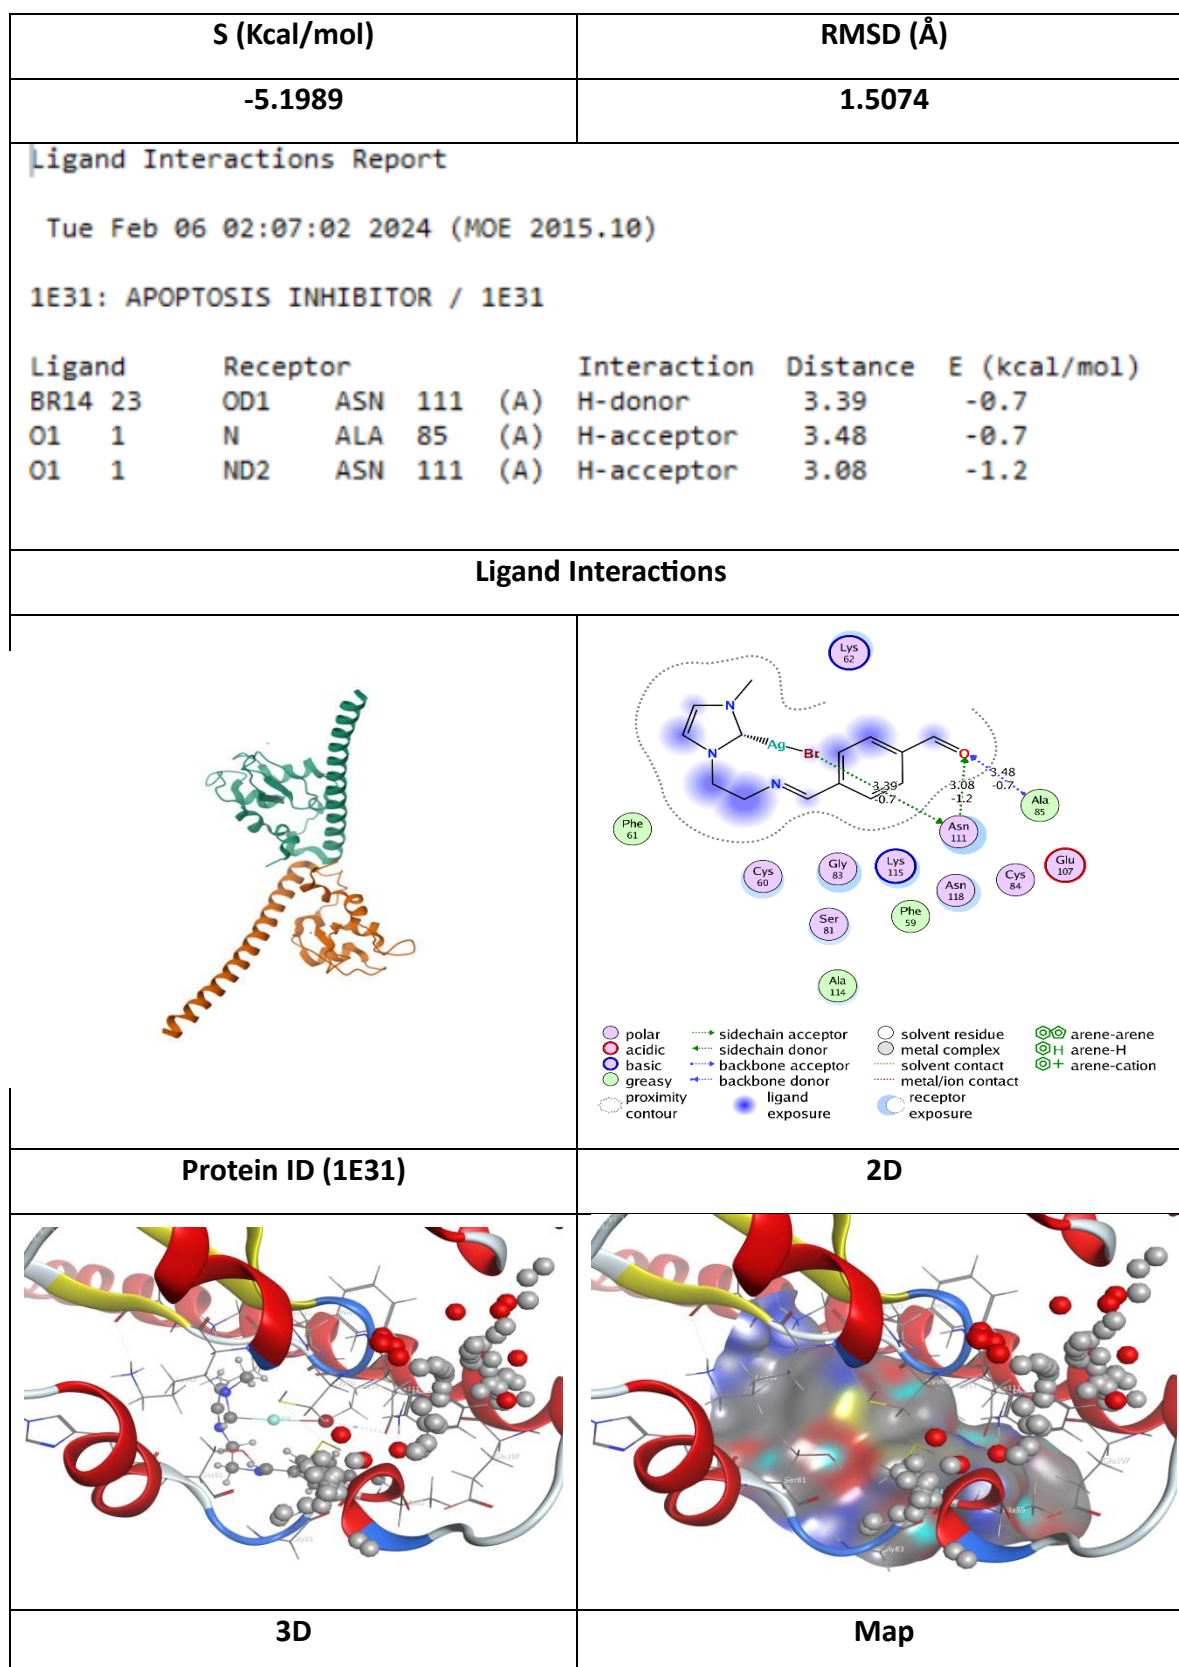 S (Kcal/mol) RMSD (Å)
-5.1989 1.5074
Ligand Interactions Report
Tue Feb 06 02:07:02 2024 (MOE 2015.10)
1E31: APOPTOSIS INHIBITOR / 1E31
Ligand Receptor Interaction Distance E (kcal/mol)
BR14 23 OD1 ASN 111 (A) H-donor 3.39 -0.7
O1 1 N ALA 85 (A) H-acceptor 3.48 -0.7
O1 1 ND2 ASN 111 (A) H-acceptor 3.08 -1.2
Ligand Interactions
Lys
62
N
Ag
Br
N
N
O
3.39
-0.7
3.08
-1.2
3.48
-0.7
Ala
85
Phe
61
Asn
111
Cys
60
Gly
83
Lys
115
Asn
118
Cys
84
Glu
107
Ser
81
Phe
59
Ala
114
polar sidechain acceptor solvent residue arene-arene
acidic sidechain donor metal complex H arene-H
basic backbone acceptor solvent contact + arene-cation
greasy backbone donor metal/ion contact
proximity ligand receptor
contour exposure exposure
Protein ID (1E31) 2D
Ser81
Gly83
Glu107
Ser81
Gly83
Ala85
Glu107
3D Map